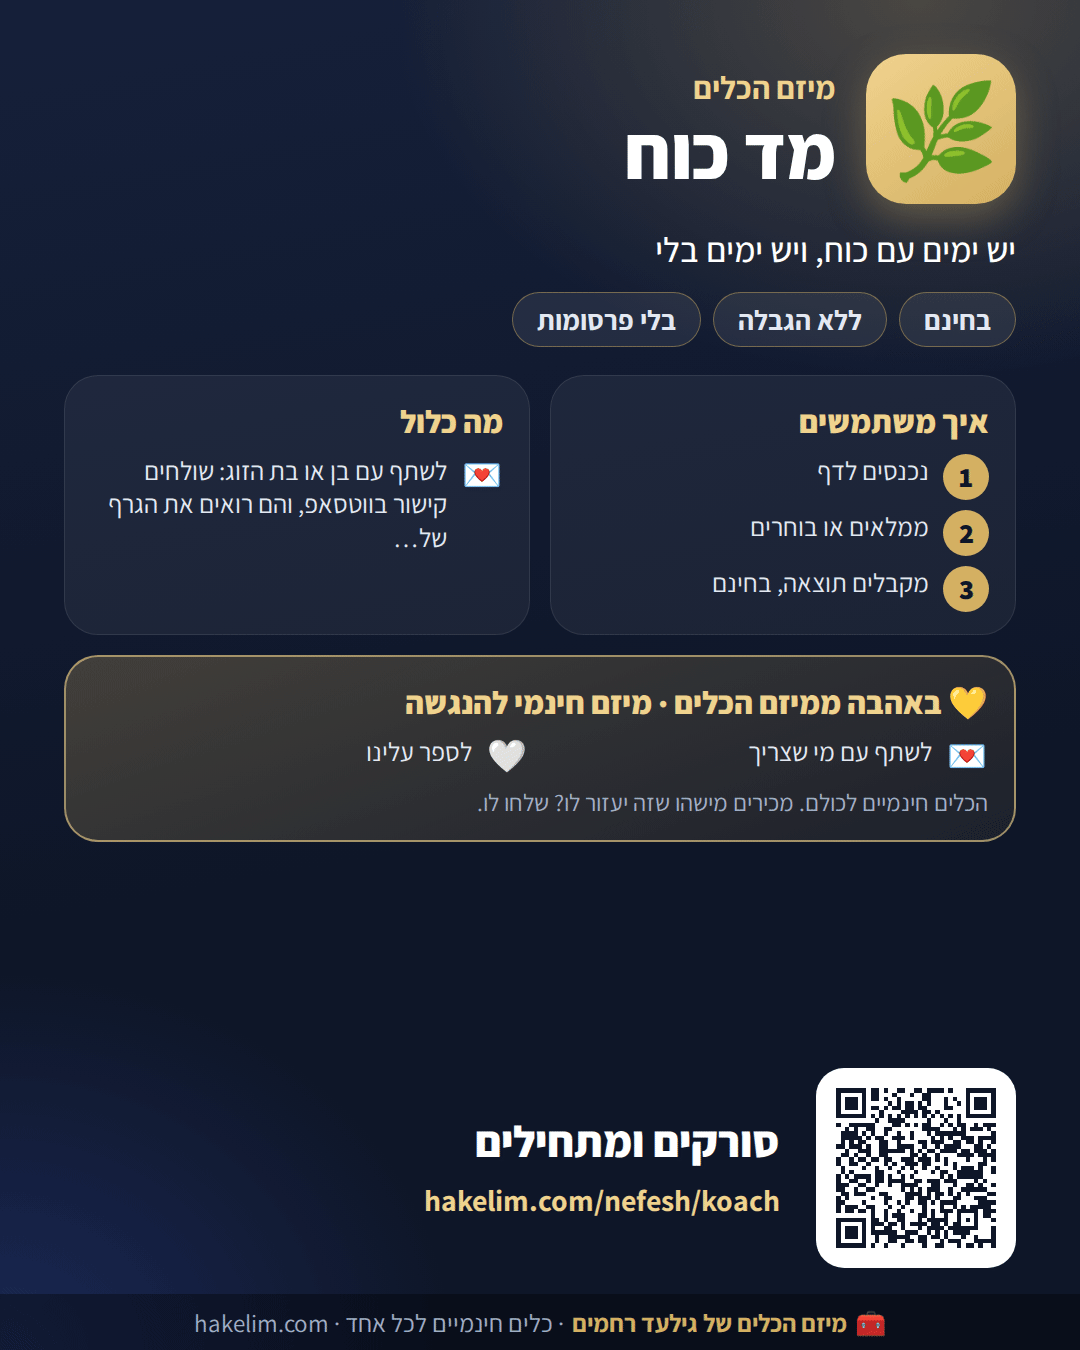 מיזם הכלים
מד כוח
יש ימים עם כוח, ויש ימים בלי
בחינם
ללא הגבלה
בלי פרסומות
איך משתמשים
1 נכנסים לדף
2 ממלאים או בוחרים
3 מקבלים תוצאה, בחינם
מה כלול
💌 לשתף עם בן או בת הזוג: שולחים
קישור בווטסאפ, והם רואים את הגרף
של…
💛 באהבה ממיזם הכלים · מיזם חינמי להנגשה
💌 לשתף עם מי שצריך
🤍 לספר עלינו
הכלים חינמיים לכולם. מכירים מישהו שזה יעזור לו? שלחו לו.
סורקים ומתחילים
hakelim.com/nefesh/koach
🧰 מיזם הכלים של גילעד רחמים · כלים חינמיים לכל אחד · hakelim.com